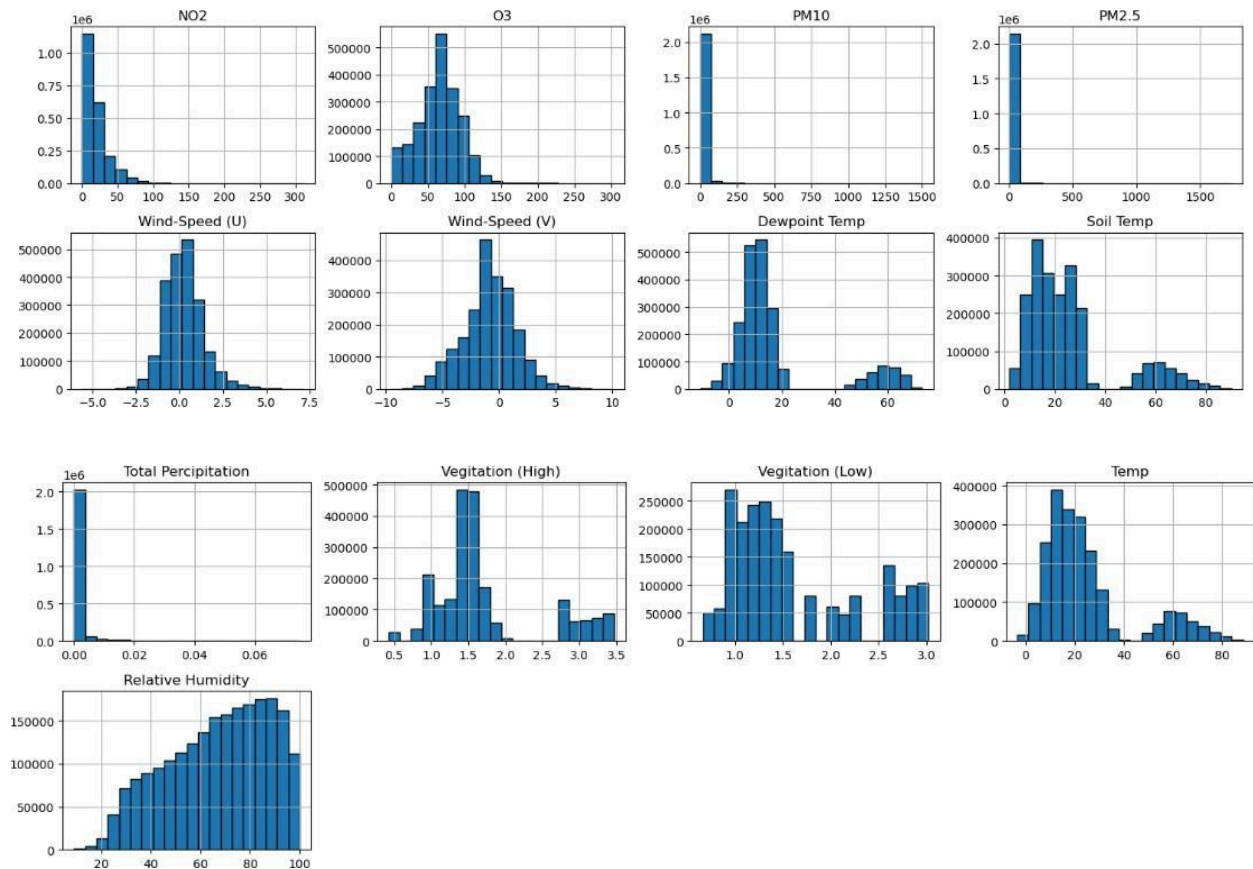 NO2 O3 PM10 PM2.5
1e6 1e6 1e6
1.00 500000 2.0 2.0
0.75 400000 1.5 1.5
300000
0.50 1.0 1.0
200000
0.25 0.5 0.5
100000
0.00 0 0.0 0.0
0 50 100 150 200 250 300 0 50 100 150 200 250 300 0 250 500 750 1000 1250 1500 0 500 1000 1500
Wind-Speed (U) Wind-Speed (V) Dewpoint Temp Soil Temp
500000 400000 500000 400000
400000 400000 300000
300000
300000 300000
200000 200000
200000 200000
100000 100000 100000 100000
0 0 0 0
−5.0 −2.5 0.0 2.5 5.0 7.5 −10 −5 0 5 10 0 20 40 60 0 20 40 60 80
Total Percipitation Vegitation (High) Vegitation (Low) Temp
1e6 500000 400000
2.0 250000
400000 300000
1.5 200000
300000
150000 200000
1.0
200000 100000
0.5 100000 100000
50000
0.0 0 0 0
0.00 0.02 0.04 0.06 0.5 1.0 1.5 2.0 2.5 3.0 3.5 1.0 1.5 2.0 2.5 3.0 0 20 40 60 80
Relative Humidity
150000
100000
50000
0
20 40 60 80 100